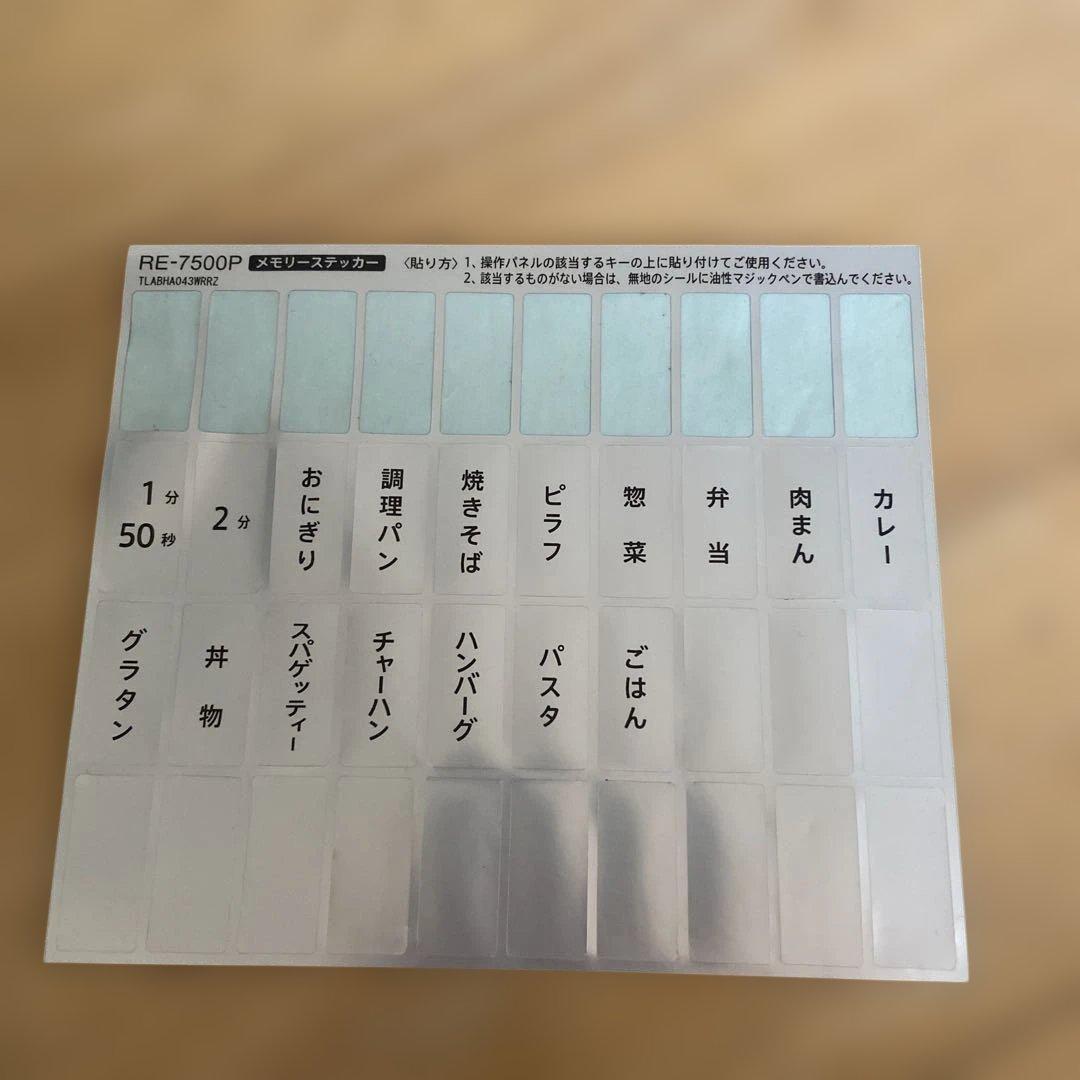 RE-7500P メモリーステッカー 〈貼り方〉1、操作パネルの該当するキーの上に貼り付けてご使用ください。
TLABHA043WRRZ 2、該当するものがない場合は、無地のシールに油性マジックペンで書込んでください。
1分50秒
2分
おにぎり
調理パン
焼きそば
ピラフ
惣菜
弁当
肉まん
カレー
グラタン
丼物
スパゲッティー
チャーハン
ハンバーグ
パスタ
ごはん